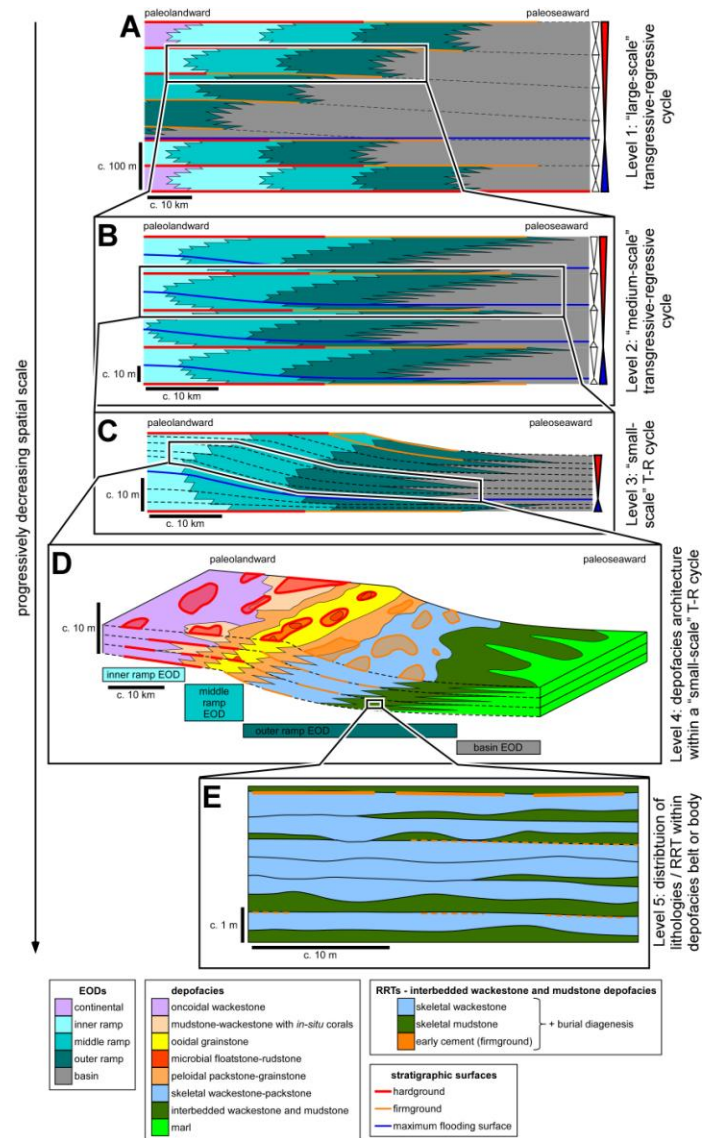 paleolandward
paleoseaward
A
c. 100 m
c. 10 km
Level 1: "large-scale"
transgressive-regressive
cycle
paleolandward
paleoseaward
B
c. 10 m
c. 10 km
Level 2: "medium-scale"
transgressive-regressive
cycle
progressively decreasing spatial scale
paleolandward
paleoseaward
C
c. 10 m
c. 10 km
Level 3: "small-
scale" T-R cycle
paleolandward
paleoseaward
D
c. 10 m
inner ramp EOD
c. 10 km
middle
ramp
EOD
outer ramp EOD
basin EOD
Level 4: depofacies architecture
within a "small-scale" T-R cycle
E
c. 1 m
c. 10 m
Level 5: distribtuion of
lithologies / RRT within
depofacies belt or body
EODs
continental
inner ramp
middle ramp
outer ramp
basin
depofacies
oncoidal wackestone
mudstone-wackestone with in-situ corals
ooidal grainstone
microbial floatstone-rudstone
peloidal packstone-grainstone
skeletal wackestone-packstone
interbedded wackestone and mudstone
marl
RRTs - interbedded wackestone and mudstone depofacies
skeletal wackestone
skeletal mudstone
early cement (firmground)
+ burial diagenesis
stratigraphic surfaces
hardground
firmground
maximum flooding surface